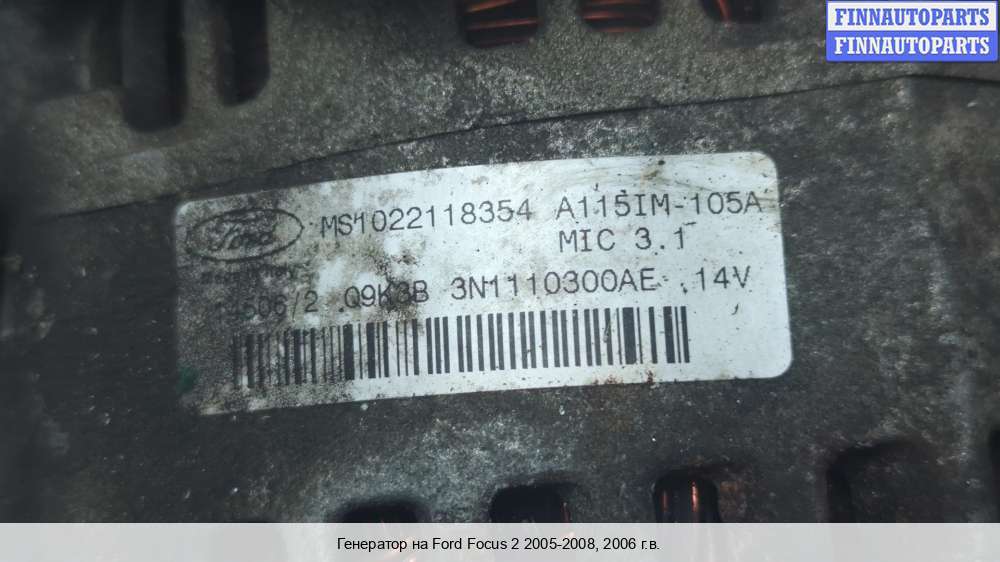 FINNAUTOPARTS
FINNAUTOPARTS
Ford
MS1022118354 A115IM-105A
MIC 3.1
Q9K3B 3N1110300AE 14V
Генератор на Ford Focus 2 2005-2008, 2006 г.в.